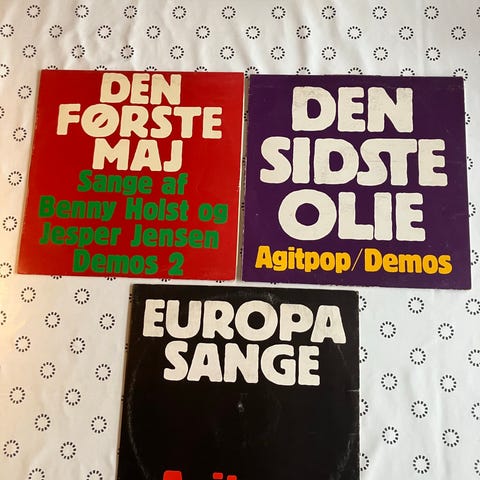 DEN
FØRSTE
MAJ
Sange af
Benny Holst og
Jesper Jensen
Demos 2
DEN
SIDSTE
OLIE
Agitpop/Demos
EUROPA
SANGE